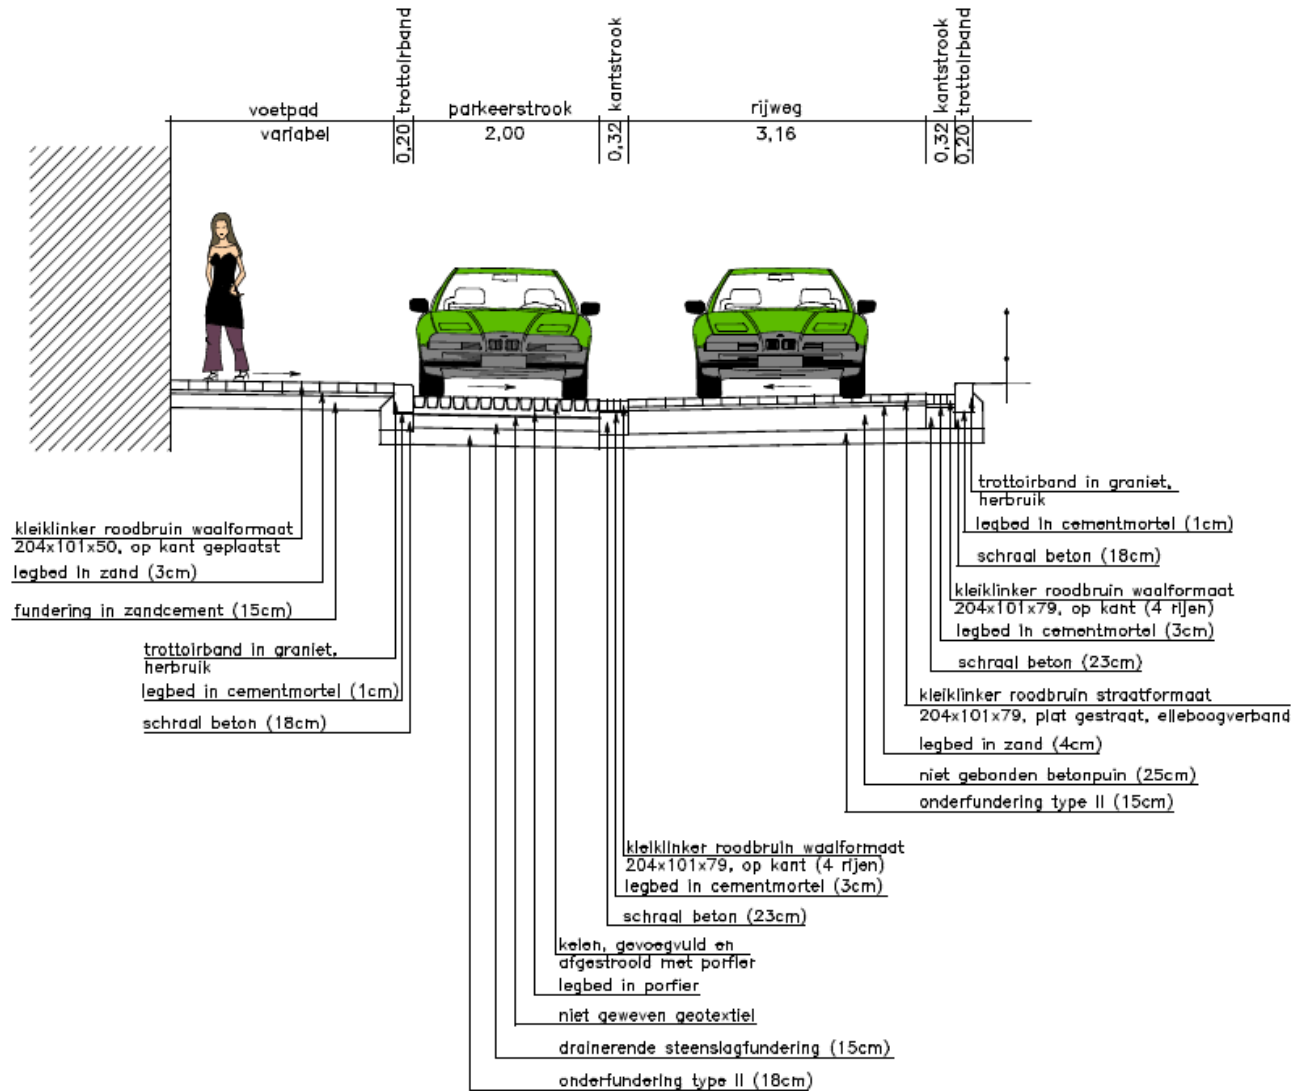 trottoirband
kantstrook
kantstrook
trottoirband
voetpad
parkeerstrook
rijweg
variabel
0,20
2,00
0,32
3,16
0,32
0,20
trottoirband in graniet,
herbruik
legbed in cementmortel (1cm)
schraal beton (18cm)
kleiklinker roodbruin waalformaat
204x101x79, op kant (4 rijen)
legbed in cementmortel (3cm)
schraal beton (23cm)
kleiklinker roodbruin straatformaat
204x101x79, plat gestraat, elleboogverband
legbed in zand (4cm)
niet gebonden betonpuin (25cm)
onderfundering type II (15cm)
kleiklinker roodbruin waalformaat
204x101x50, op kant geplaatst
legbed in zand (3cm)
fundering in zandcement (15cm)
trottoirband in graniet,
herbruik
legbed in cementmortel (1cm)
schraal beton (18cm)
kleiklinker roodbruin waalformaat
204x101x79, op kant (4 rijen)
legbed in cementmortel (3cm)
schraal beton (23cm)
keien, gevoegvuld en
afgestrooid met porfier
legbed in porfier
niet geweven geotextiel
drainerende steenslagfundering (15cm)
onderfundering type II (18cm)